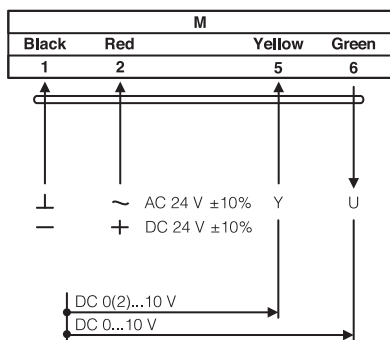 M
Black Red Yellow Green
1 2 5 6
⊥ ~ AC 24 V ±10% Y U
− + DC 24 V ±10%
DC 0(2)...10 V
DC 0...10 V